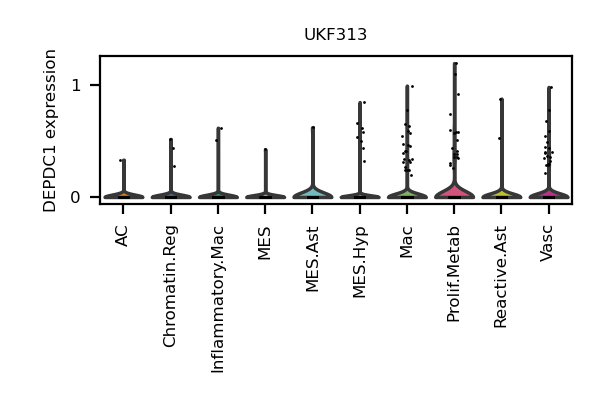 UKF313
DEPDC1 expression
1
0
AC
Chromatin.Reg
Inflammatory.Mac
MES
MES.Ast
MES.Hyp
Mac
Prolif.Metab
Reactive.Ast
Vasc